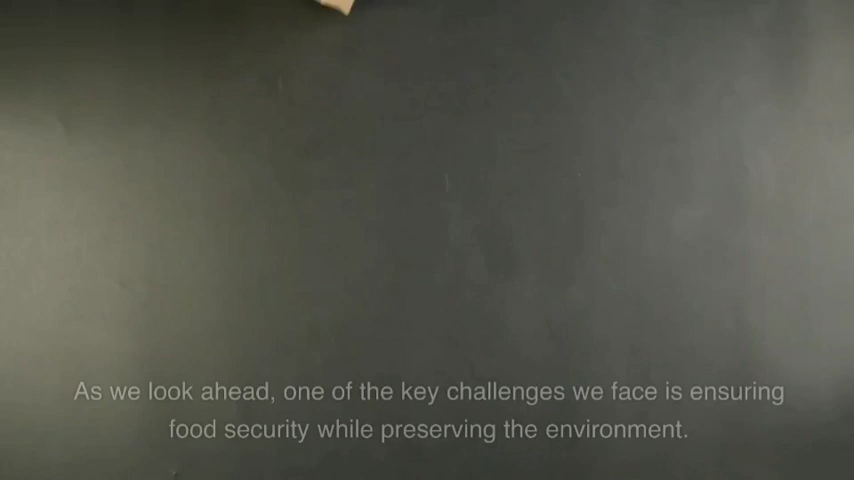 As we look ahead, one of the key challenges we face is ensuring
food security while preserving the environment.